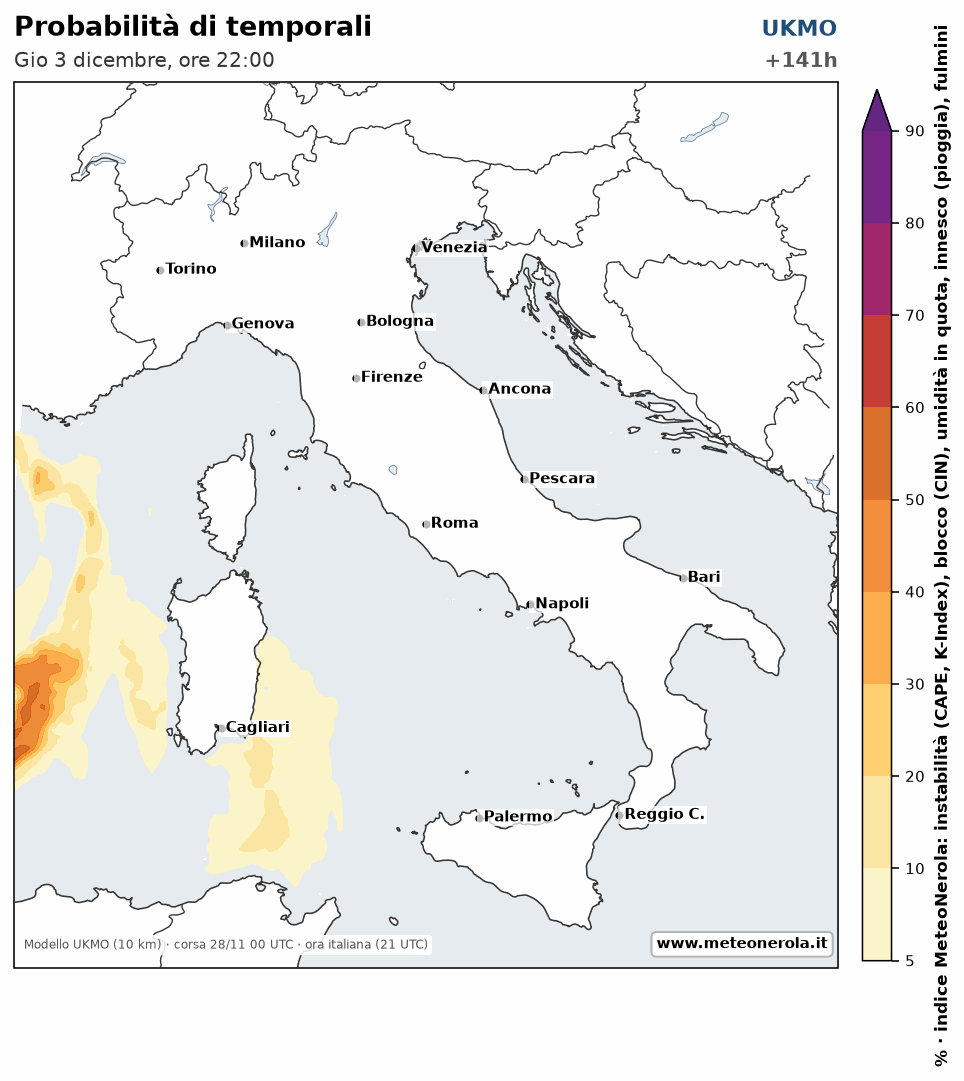 Probabilità di temporali
UKMO
Gio 3 dicembre, ore 22:00
+141h
Milano
Venezia
Torino
Genova
Bologna
Firenze
Ancona
Pescara
Roma
Bari
Napoli
Cagliari
Palermo
Reggio C.
Modello UKMO (10 km) · corsa 28/11 00 UTC · ora italiana (21 UTC)
www.meteonerola.it
90
80
70
60
50
40
30
20
10
5
% · indice MeteoNerola: instabilità (CAPE, K-Index), blocco (CIN), umidità in quota, innesco (pioggia), fulmini